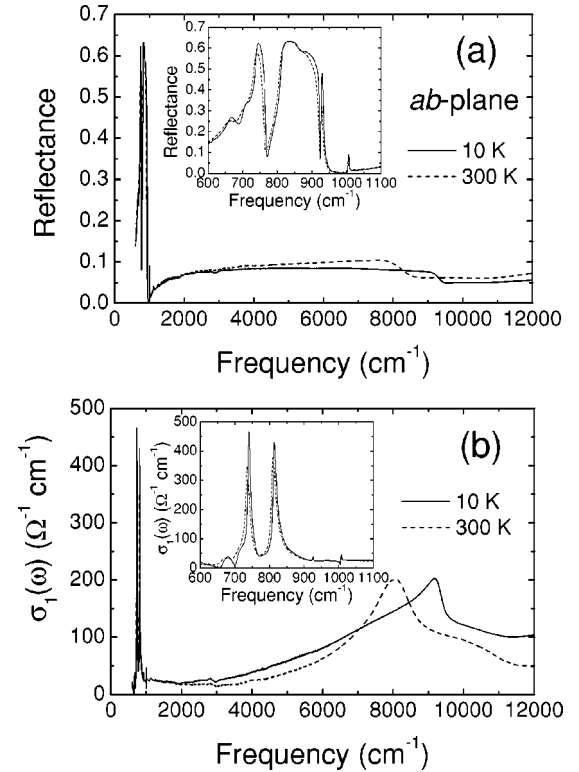 (a)
ab-plane
10 K
300 K
Reflectance
0.7
0.6
0.5
0.4
0.3
0.2
0.1
0.0
0 2000 4000 6000 8000 10000 12000
Frequency (cm-1)
Reflectance
0.7
0.6
0.5
0.4
0.3
0.2
0.1
0.0
600 700 800 900 1000 1100
Frequency (cm-1)
(b)
10 K
300 K
σ1(ω) (Ω-1 cm-1)
500
400
300
200
100
0
0 2000 4000 6000 8000 10000 12000
Frequency (cm-1)
σ1(ω) (Ω-1 cm-1)
500
400
300
200
100
0
600 700 800 900 1000 1100
Frequency (cm-1)